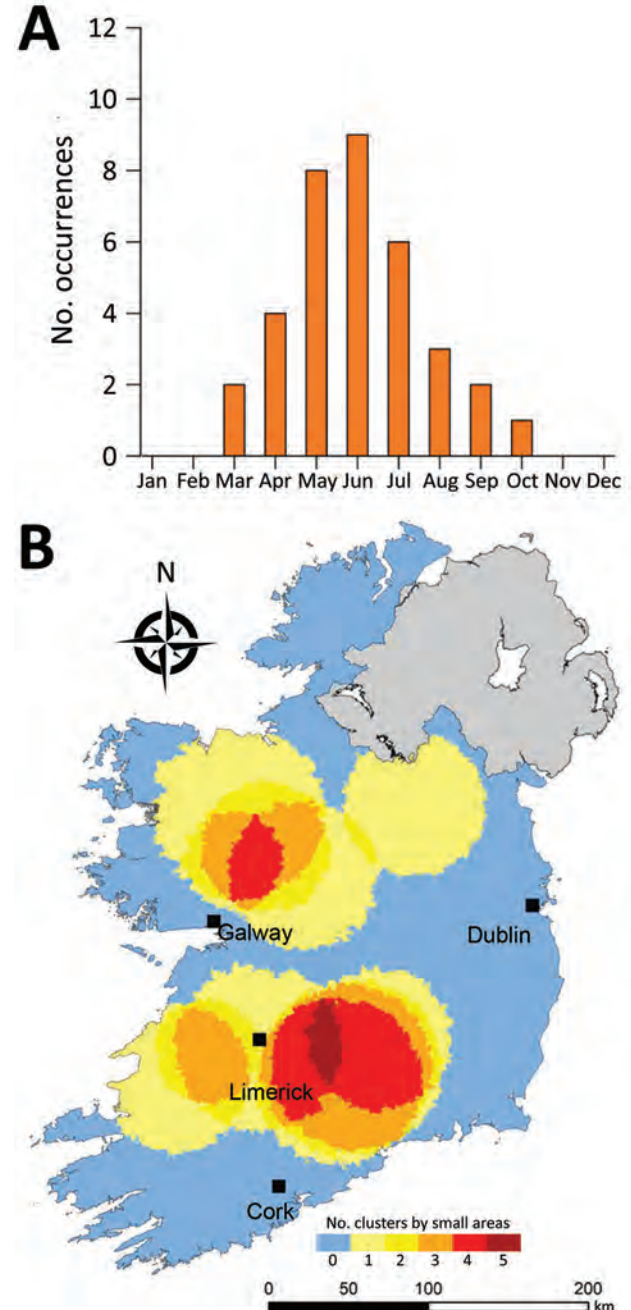 A
12
10
8
6
4
2
0
No. occurrences
Jan Feb Mar Apr May Jun Jul Aug Sep Oct Nov Dec
B
N
Galway
Dublin
Limerick
Cork
No. clusters by small areas
0 1 2 3 4 5
0 50 100 200
km